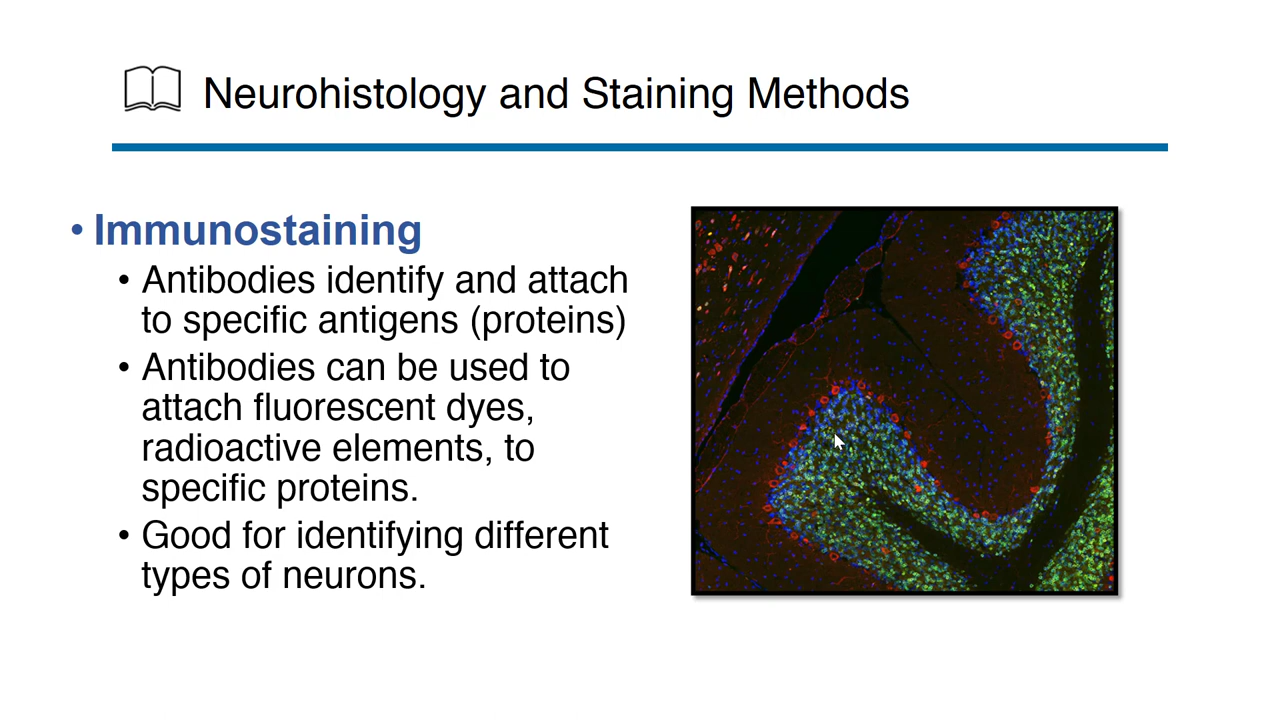 Neurohistology and Staining Methods
• Immunostaining
• Antibodies identify and attach
to specific antigens (proteins)
• Antibodies can be used to
attach fluorescent dyes,
radioactive elements, to
specific proteins.
• Good for identifying different
types of neurons.